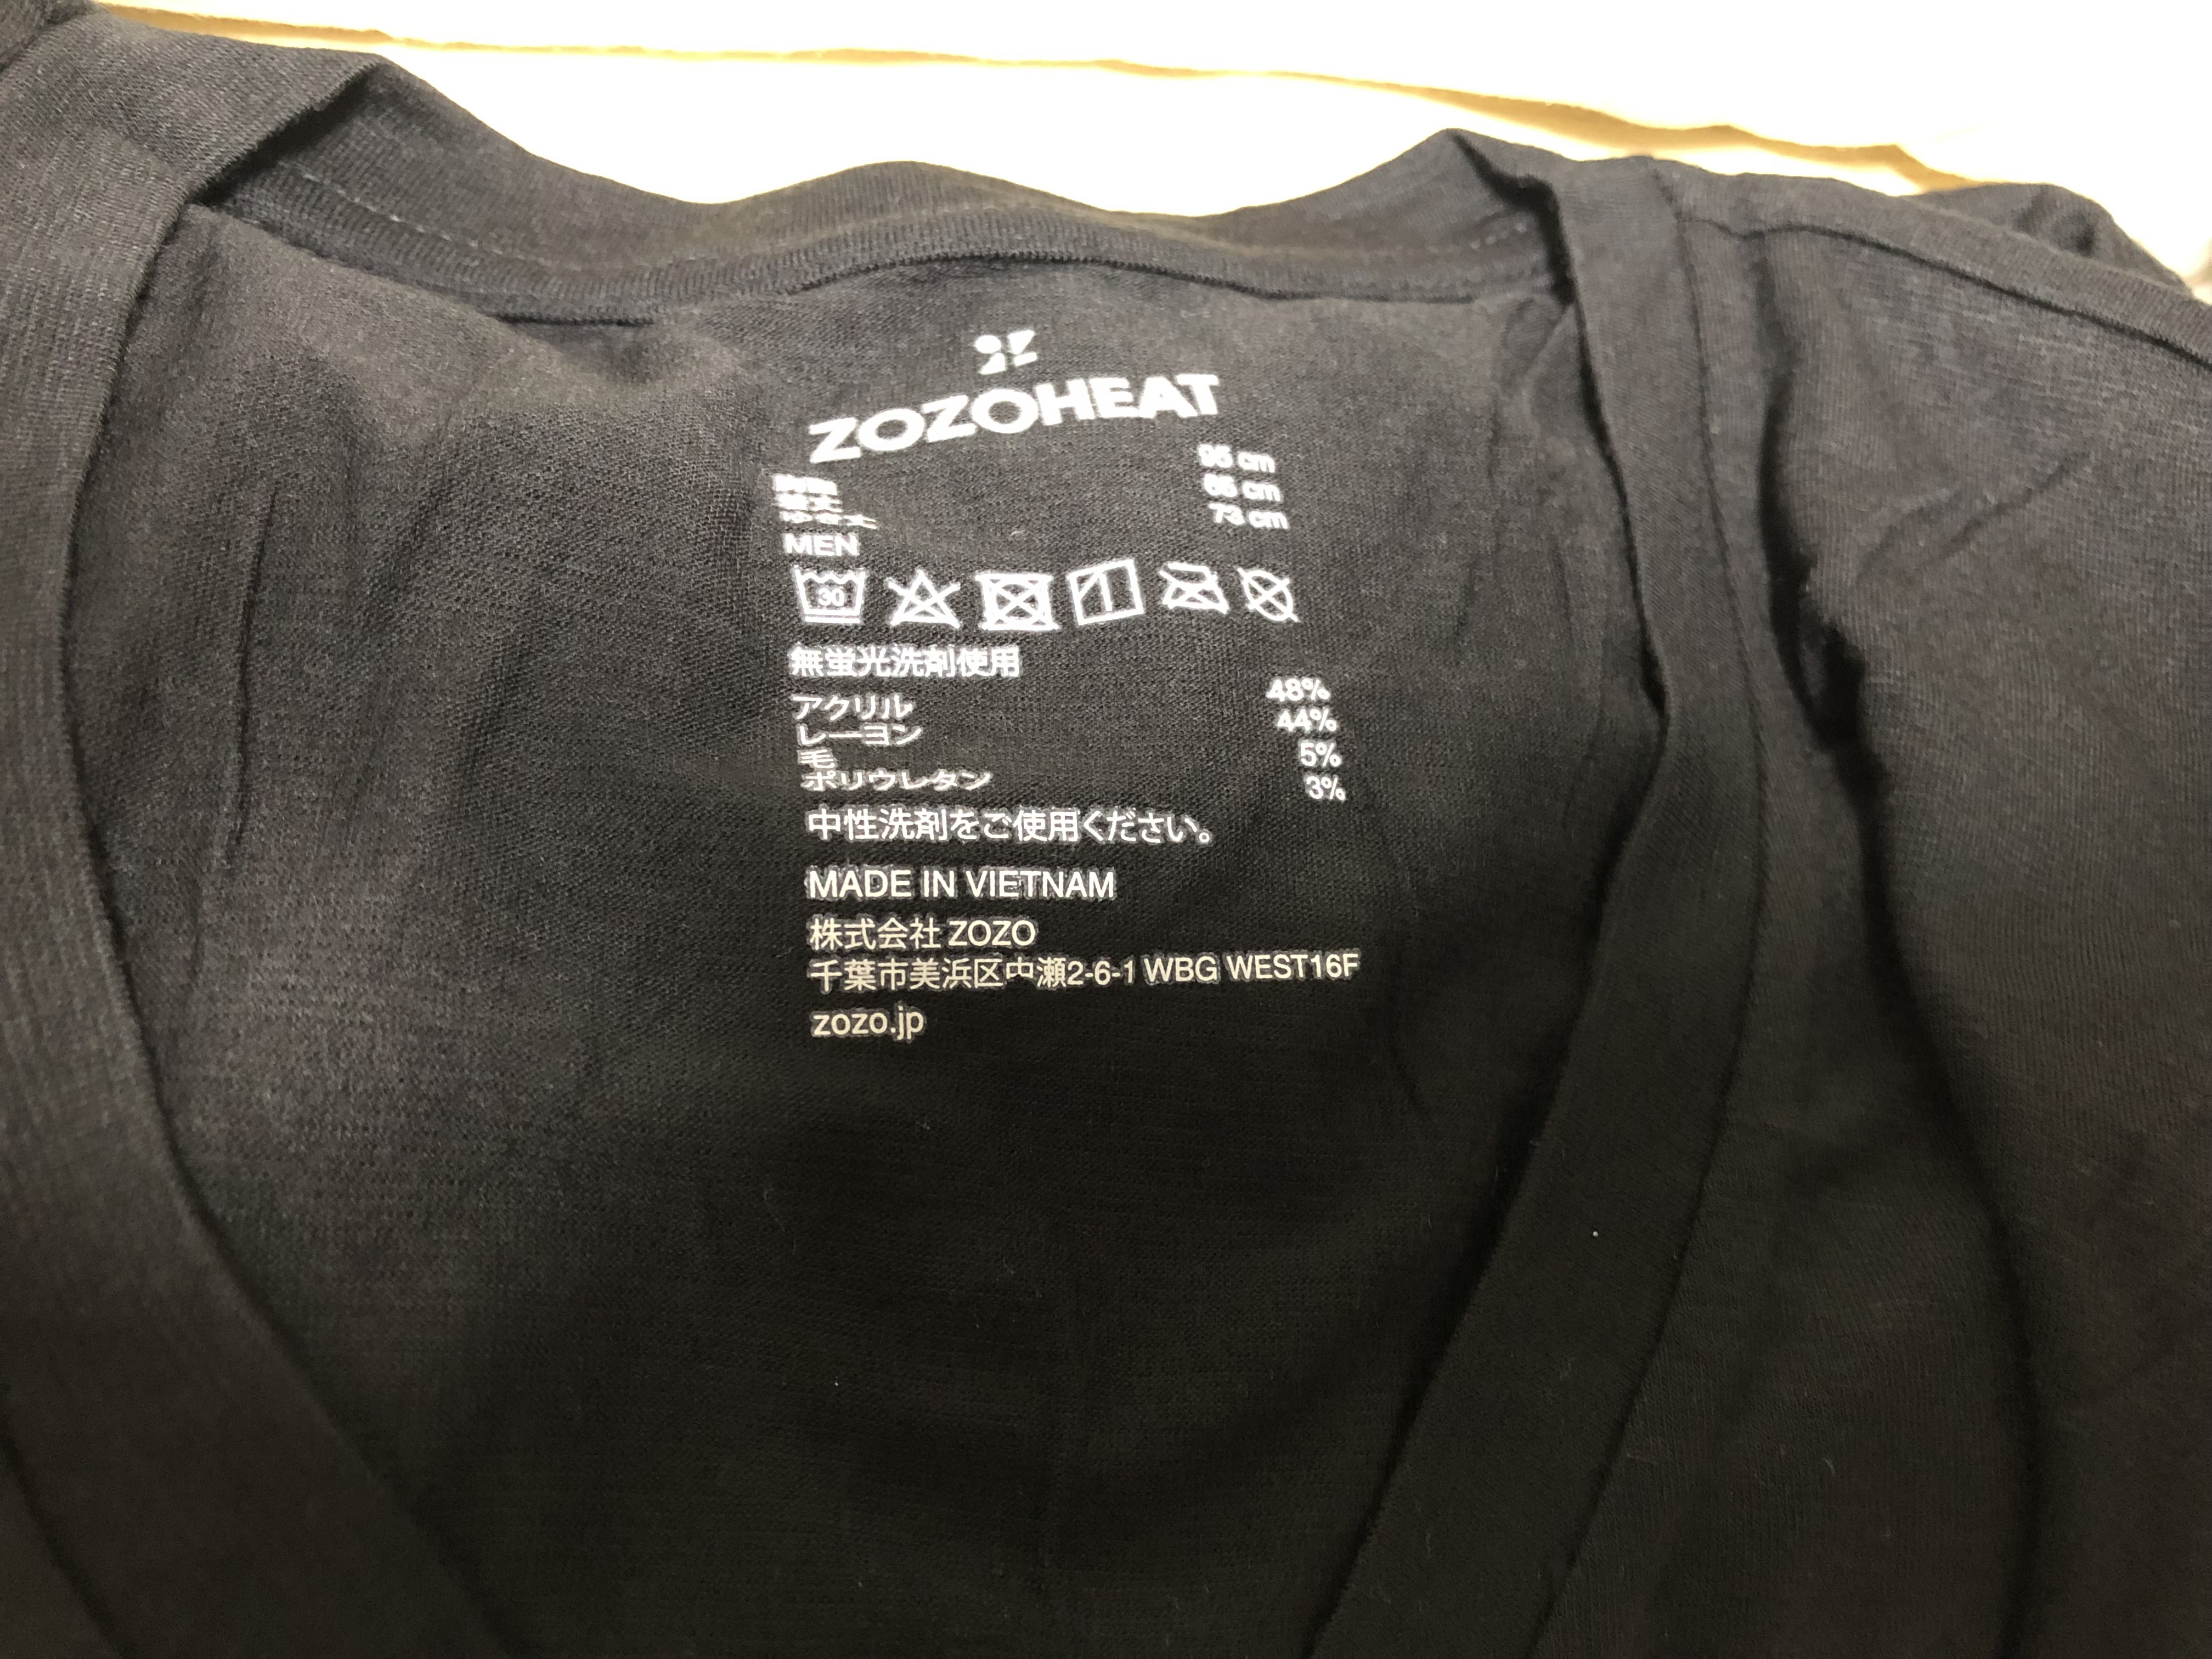 ZOZOHEAT
95 cm
65 cm
73 cm
MEN
30
無蛍光洗剤使用
アクリル 48%
レーヨン 44%
毛 5%
ポリウレタン 3%
中性洗剤をご使用ください。
MADE IN VIETNAM
株式会社 ZOZO
千葉市美浜区中瀬2-6-1 WBG WEST16F
zozo.jp